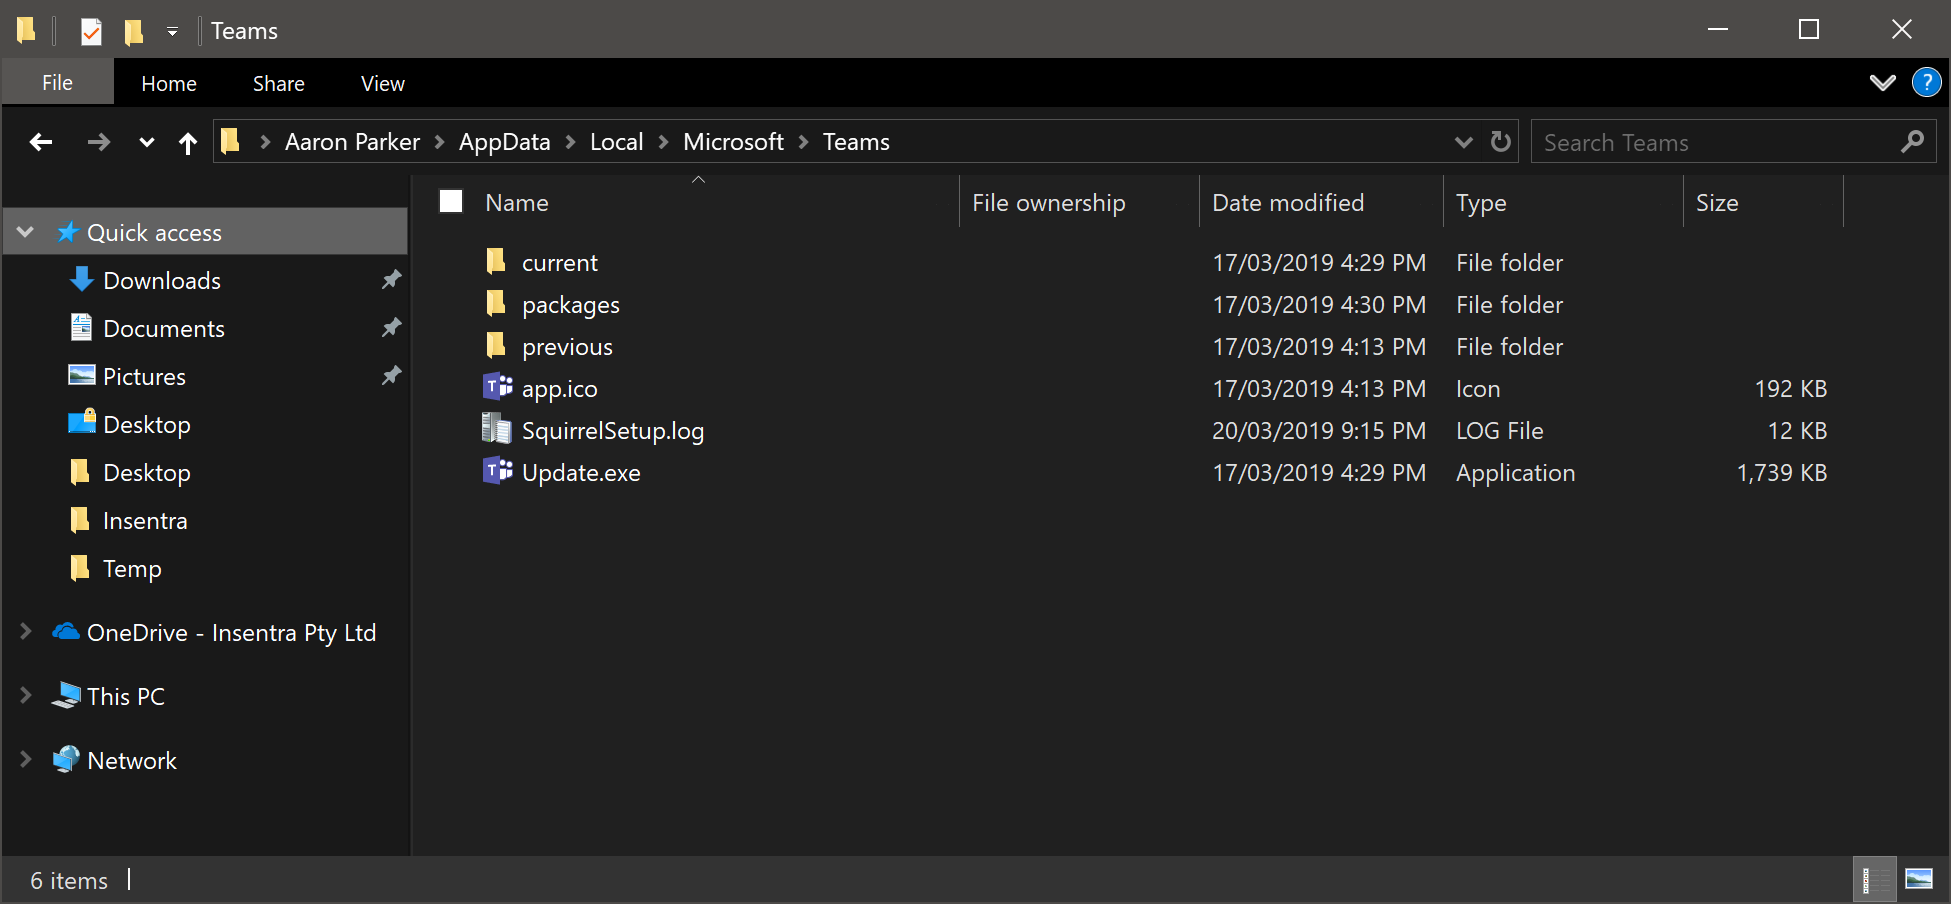 Teams
File Home Share View ?
Aaron Parker AppData Local Microsoft Teams Search Teams
Name File ownership Date modified Type Size
Quick access
Downloads
Documents
Pictures
Desktop
Desktop
Insentra
Temp
OneDrive - Insentra Pty Ltd
This PC
Network
current 17/03/2019 4:29 PM File folder
packages 17/03/2019 4:30 PM File folder
previous 17/03/2019 4:13 PM File folder
app.ico 17/03/2019 4:13 PM Icon 192 KB
SquirrelSetup.log 20/03/2019 9:15 PM LOG File 12 KB
Update.exe 17/03/2019 4:29 PM Application 1,739 KB
6 items